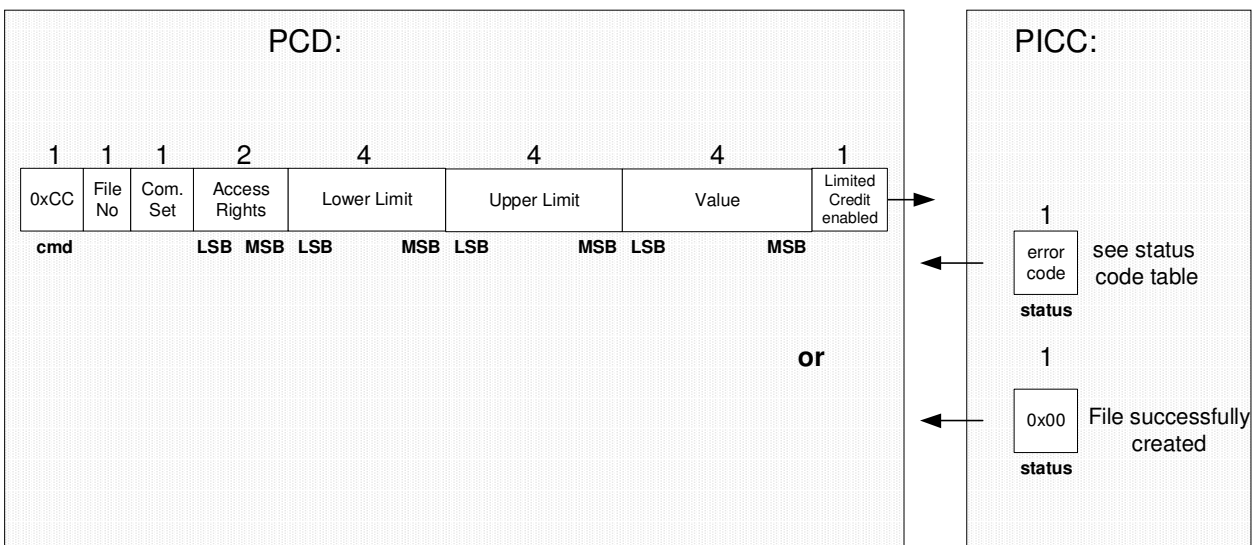 PCD:
PICC:
1 1 1 2 4 4 4 1
0xCC File No Com. Set Access Rights Lower Limit Upper Limit Value Limited Credit enabled
cmd LSB MSB LSB MSB LSB MSB LSB MSB
1
error code
see status code table
status
or
1
0x00
File successfully created
status